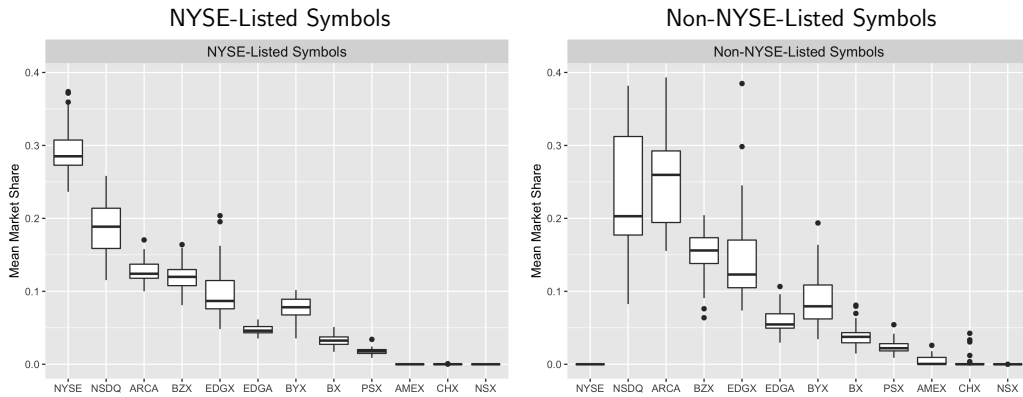 NYSE-Listed Symbols
NYSE-Listed Symbols
Mean Market Share
0.4
0.3
0.2
0.1
0.0
NYSE NSDQ ARCA BZX EDGX EDGA BYX BX PSX AMEX CHX NSX
Non-NYSE-Listed Symbols
Non-NYSE-Listed Symbols
Mean Market Share
0.4
0.3
0.2
0.1
0.0
NYSE NSDQ ARCA BZX EDGX EDGA BYX BX PSX AMEX CHX NSX